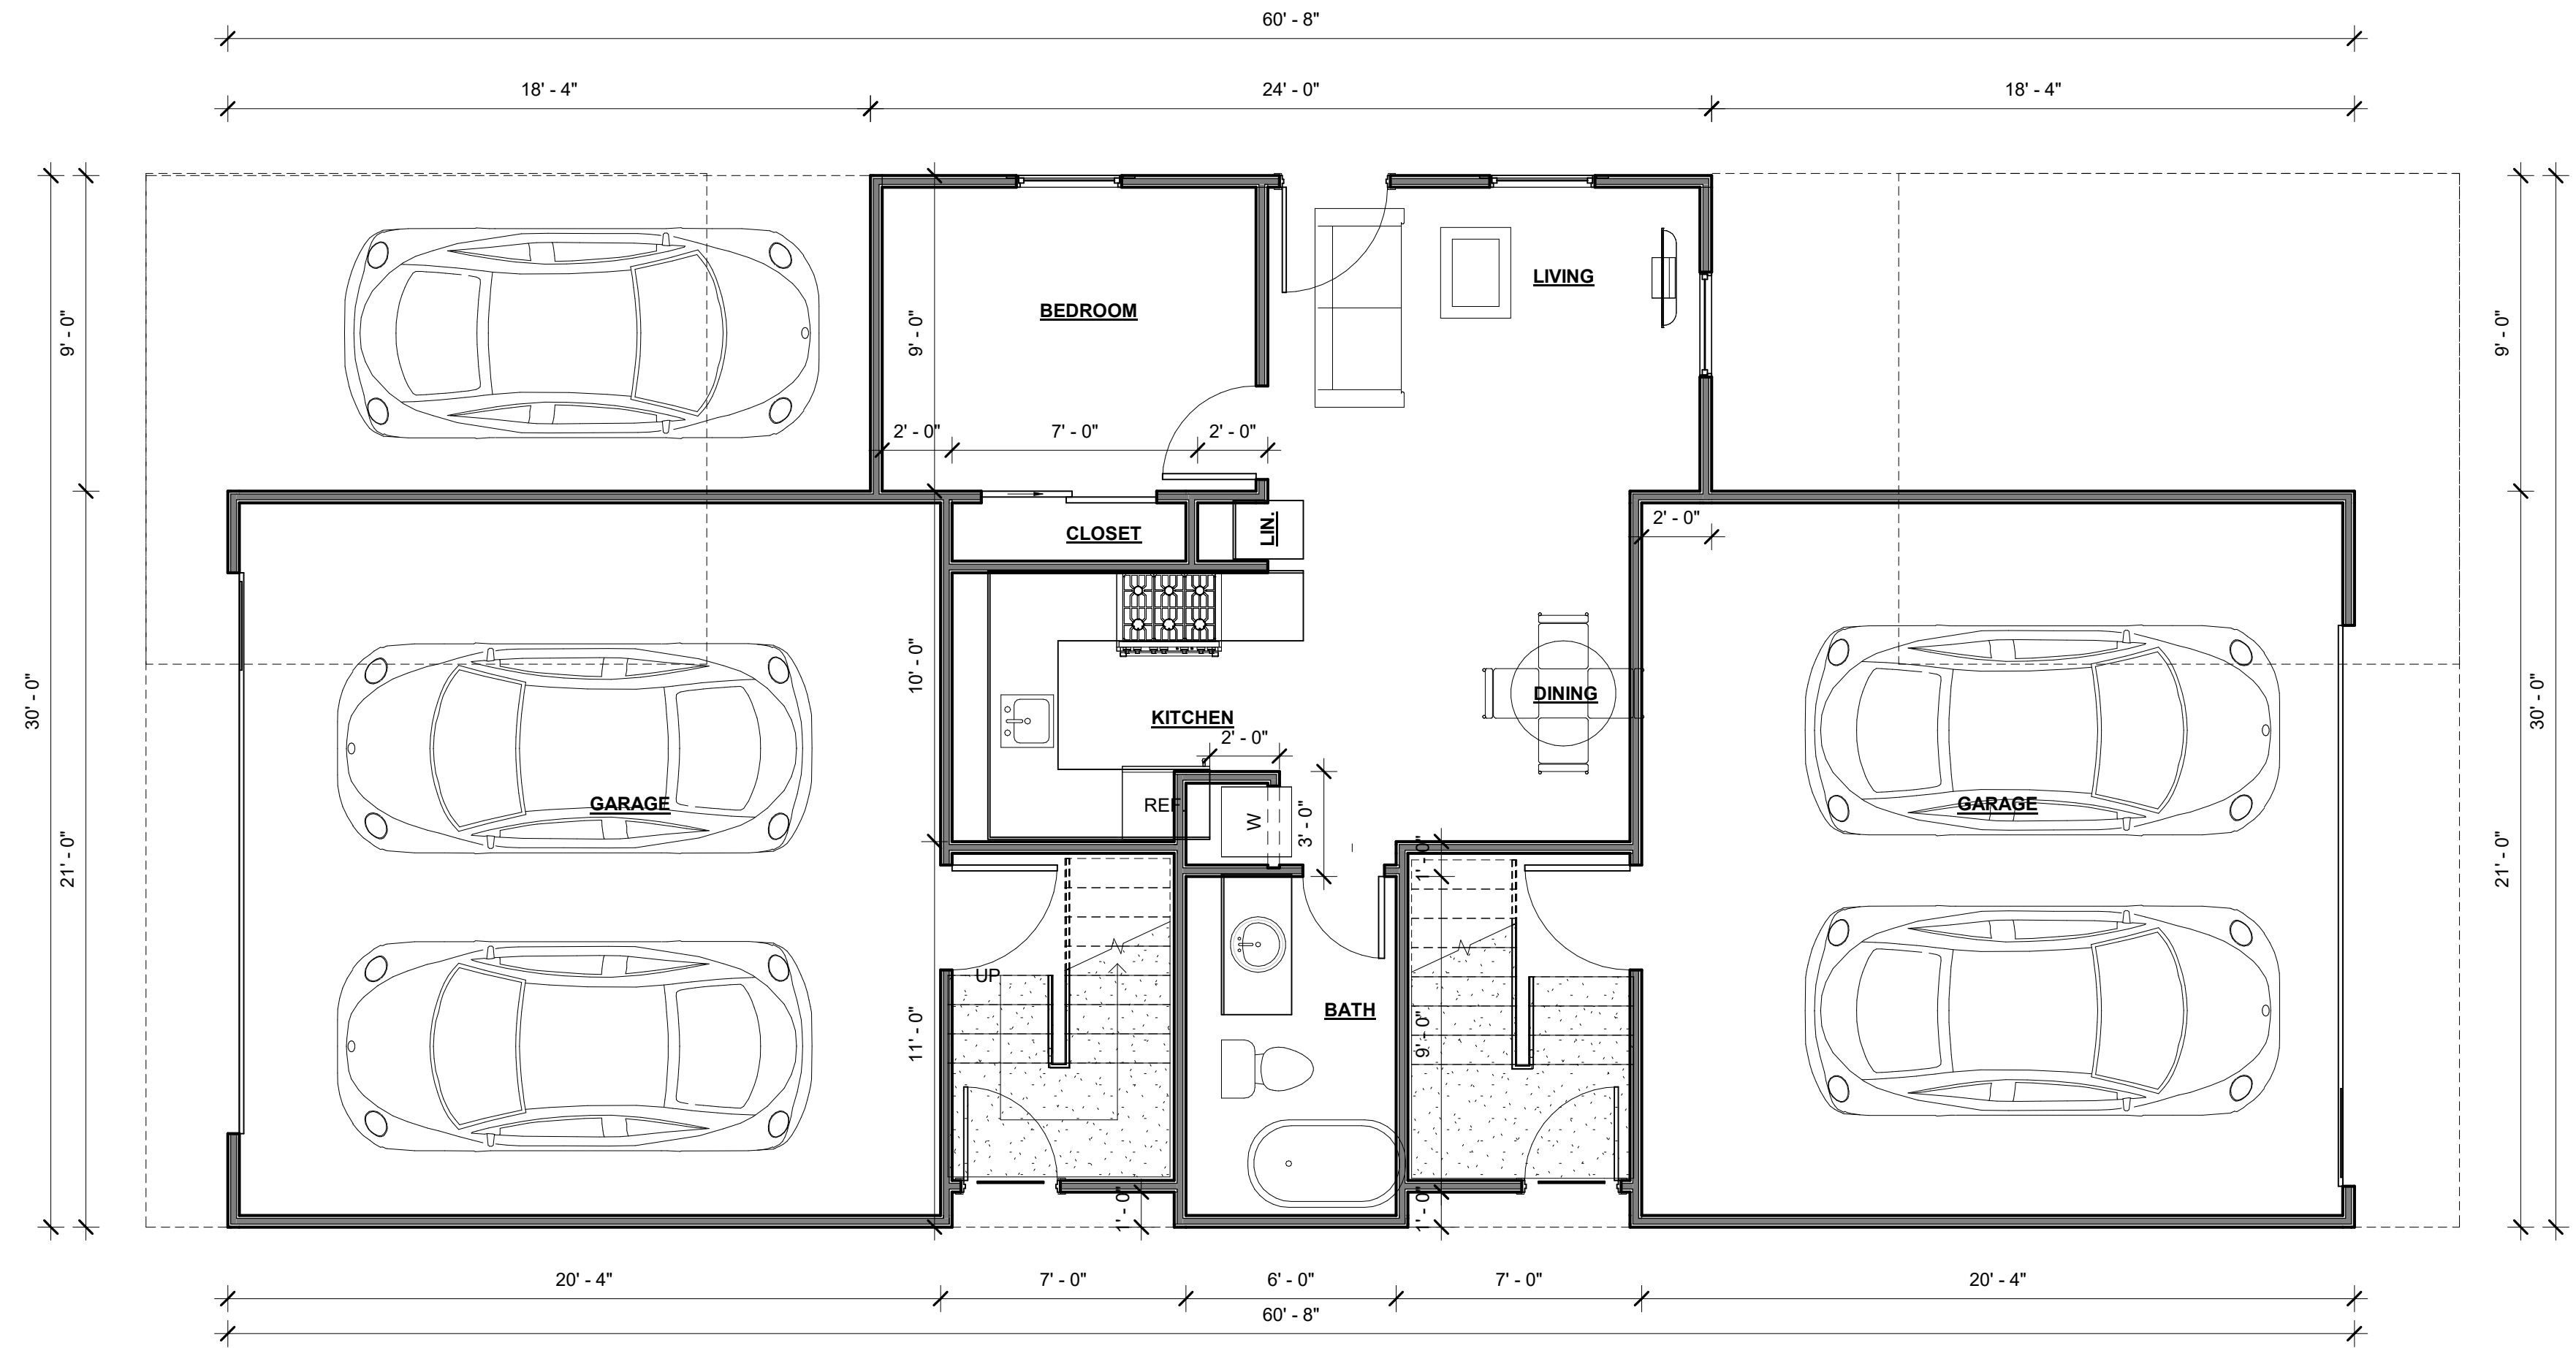 60' - 8"
18' - 4"
24' - 0"
18' - 4"
LIVING
BEDROOM
9' - 0"
9' - 0"
9' - 0"
2' - 0"
7' - 0"
2' - 0"
CLOSET
LIN.
2' - 0"
10' - 0"
30' - 0"
30' - 0"
DINING
KITCHEN
2' - 0"
GARAGE
REF.
W
3' - 0"
GARAGE
21' - 0"
1' - 0"
21' - 0"
UP
BATH
11' - 0"
9' - 0"
1' - 0"
1' - 0"
20' - 4"
7' - 0"
6' - 0"
7' - 0"
20' - 4"
60' - 8"